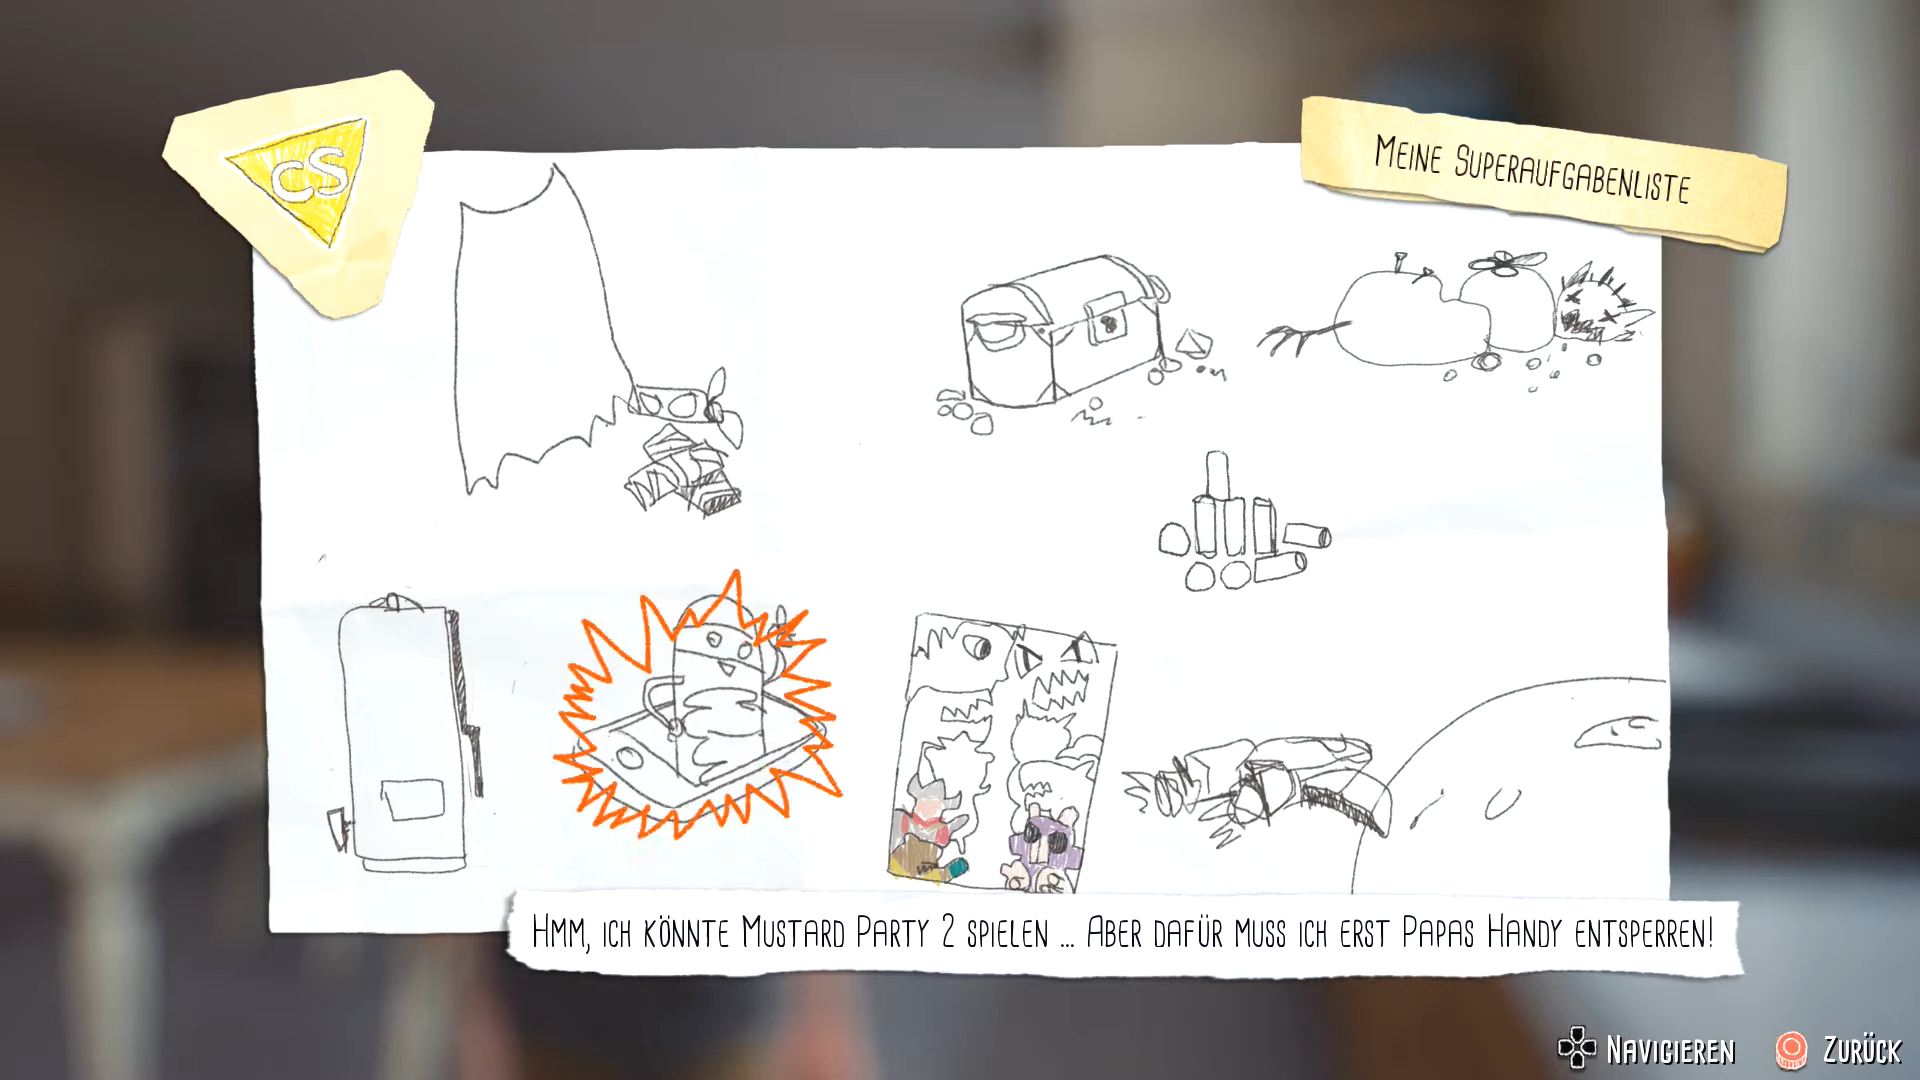 CS
Meine Superaufgabenliste
Hmm, ich könnte Mustard Party 2 spielen ... Aber dafür muss ich erst Papas Handy entsperren!
Navigieren
Zurück